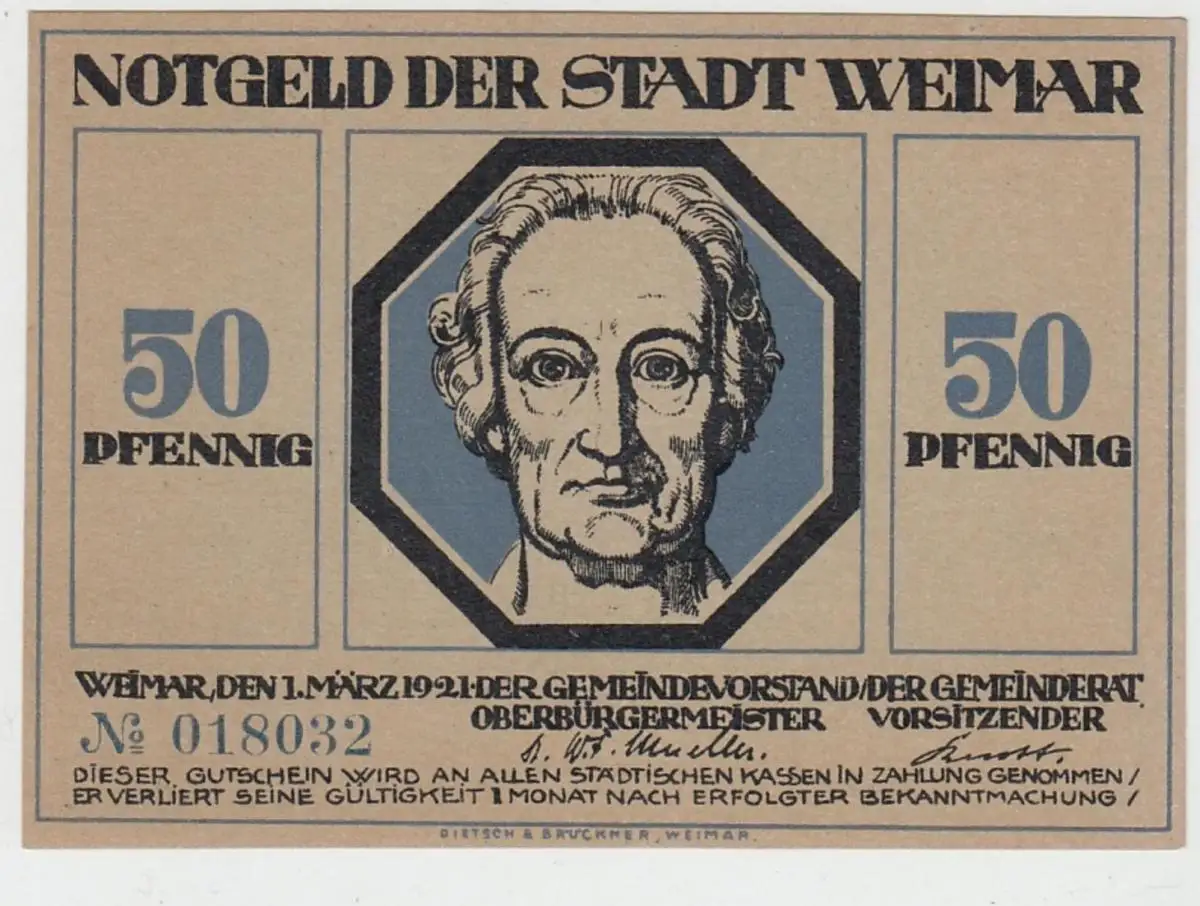 NOTGELD DER STADT WEIMAR
50
PFENNIG
50
PFENNIG
WEIMAR, DEN 1. MÄRZ 1921·DER GEMEINDEVORSTAND/DER GEMEINDERAT.
OBERBÜRGERMEISTER VORSITZENDER
№ 018032
D. W. F. Mueller.
DIESER GUTSCHEIN WIRD AN ALLEN STÄDTISCHEN KASSEN IN ZAHLUNG GENOMMEN /
ER VERLIERT SEINE GÜLTIGKEIT 1 MONAT NACH ERFOLGTER BEKANNTMACHUNG /
DIETSCH & BRÜCKNER, WEIMAR.